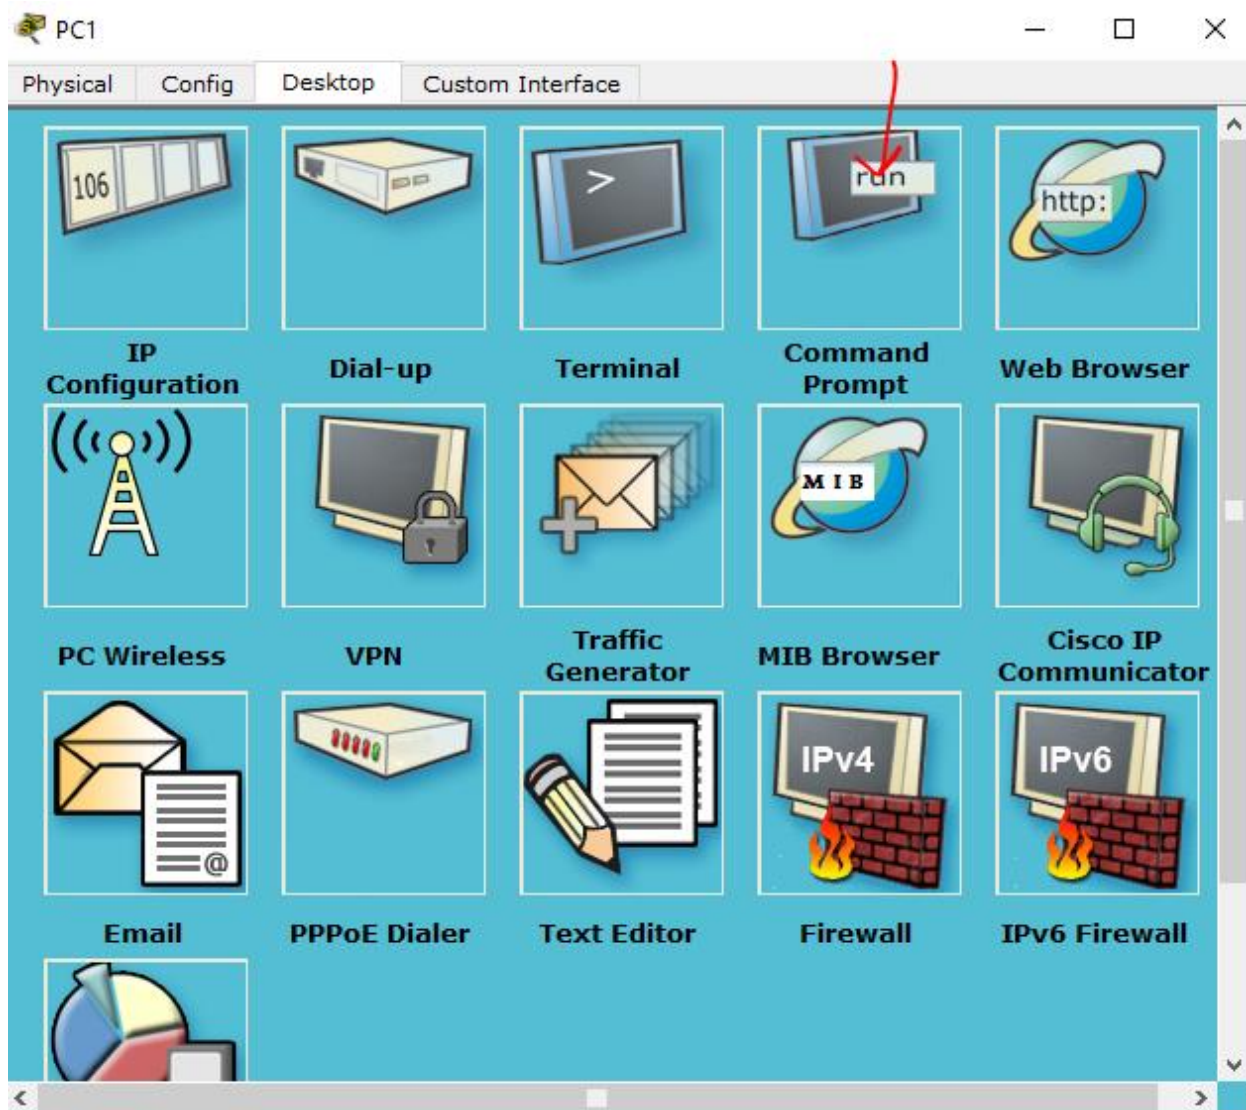 PC1
Physical Config Desktop Custom Interface
106
>
run
http:
IP
Configuration
Dial-up
Terminal
Command
Prompt
Web Browser
MIB
PC Wireless
VPN
Traffic
Generator
MIB Browser
Cisco IP
Communicator
@
IPv4
IPv6
Email
PPPoE Dialer
Text Editor
Firewall
IPv6 Firewall